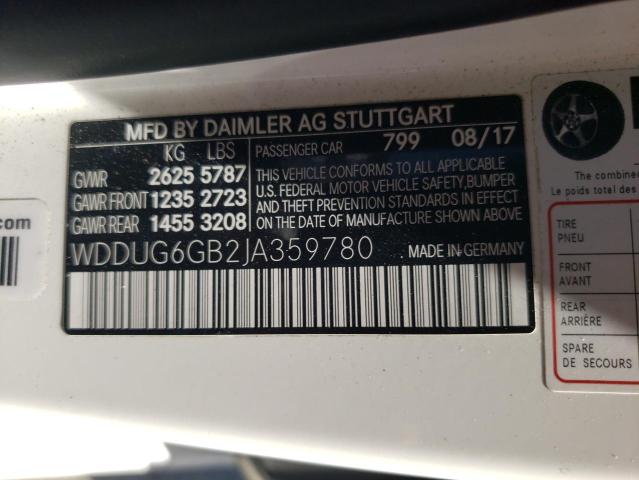 MFD BY DAIMLER AG STUTTGART
KG LBS
GVWR 2625 5787
GAWR FRONT 1235 2723
GAWR REAR 1455 3208
PASSENGER CAR 799 08/17
THIS VEHICLE CONFORMS TO ALL APPLICABLE
U.S. FEDERAL MOTOR VEHICLE SAFETY, BUMPER
AND THEFT PREVENTION STANDARDS IN EFFECT
ON THE DATE OF MANUFACTURE SHOWN ABOVE.
WDDUG6GB2JA359780 MADE IN GERMANY
s.com
The combined
Le poids total des
TIRE
PNEU
FRONT
AVANT
REAR
ARRIÈRE
SPARE
DE SECOURS